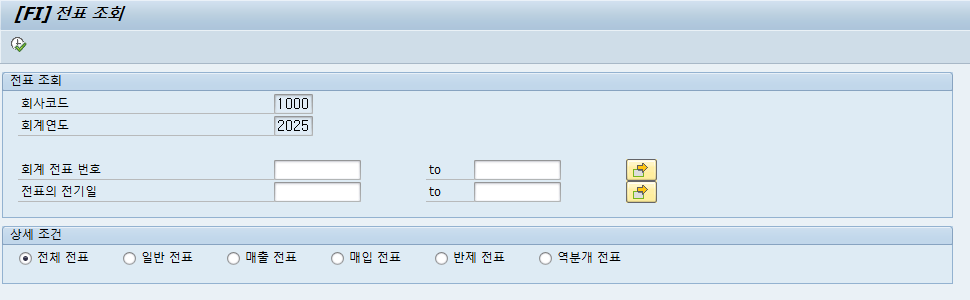 [FI] 전표 조회
전표 조회
회사코드 1000
회계연도 2025
회계 전표 번호 to
전표의 전기일 to
상세 조건
전체 전표 일반 전표 매출 전표 매입 전표 반제 전표 역분개 전표